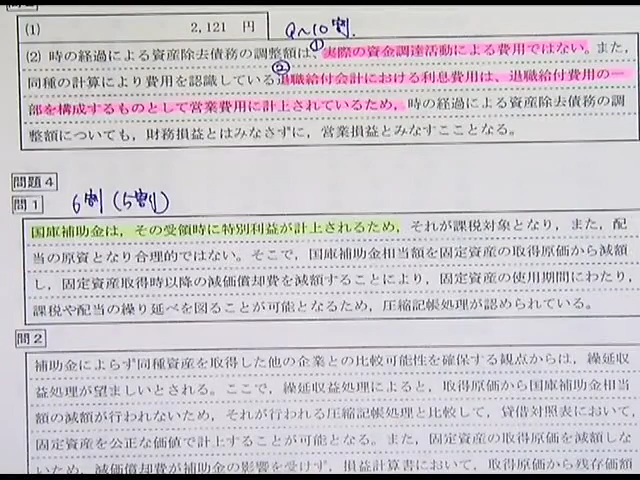 (1) 2,121 円 9~10割.
(2) 時の経過による資産除去債務の調整額は、①実際の資金調達活動による費用ではない。また,
同種の計算により費用を認識している②退職給付会計における利息費用は、退職給付費用の一
部を構成するものとして営業費用に計上されているため，時の経過による資産除去債務の調
整額についても，財務損益とはみなさずに，営業損益とみなすこととなる。
問題4
問1 6割(5割)
国庫補助金は，その受領時に特別利益が計上されるため，それが課税対象となり，また，配
当の原資となり合理的ではない。そこで，国庫補助金相当額を固定資産の取得原価から減額
し，固定資産取得時以降の減価償却費を減額することにより，固定資産の使用期間にわたり，
課税や配当の繰り延べを図ることが可能となるため，圧縮記帳処理が認められている。
問2
補助金によらず同種資産を取得した他の企業との比較可能性を確保する観点からは，繰延収
益処理が望ましいとされる。ここで，繰延収益処理によると，取得原価から国庫補助金相当
額の減額が行われないため，それが行われる圧縮記帳処理と比較して，貸借対照表において，
固定資産を公正な価値で計上することが可能となる。また，固定資産の取得原価を減額しな
いため，減価償却費が補助金の影響を受けず，損益計算書において，取得原価から残存価額